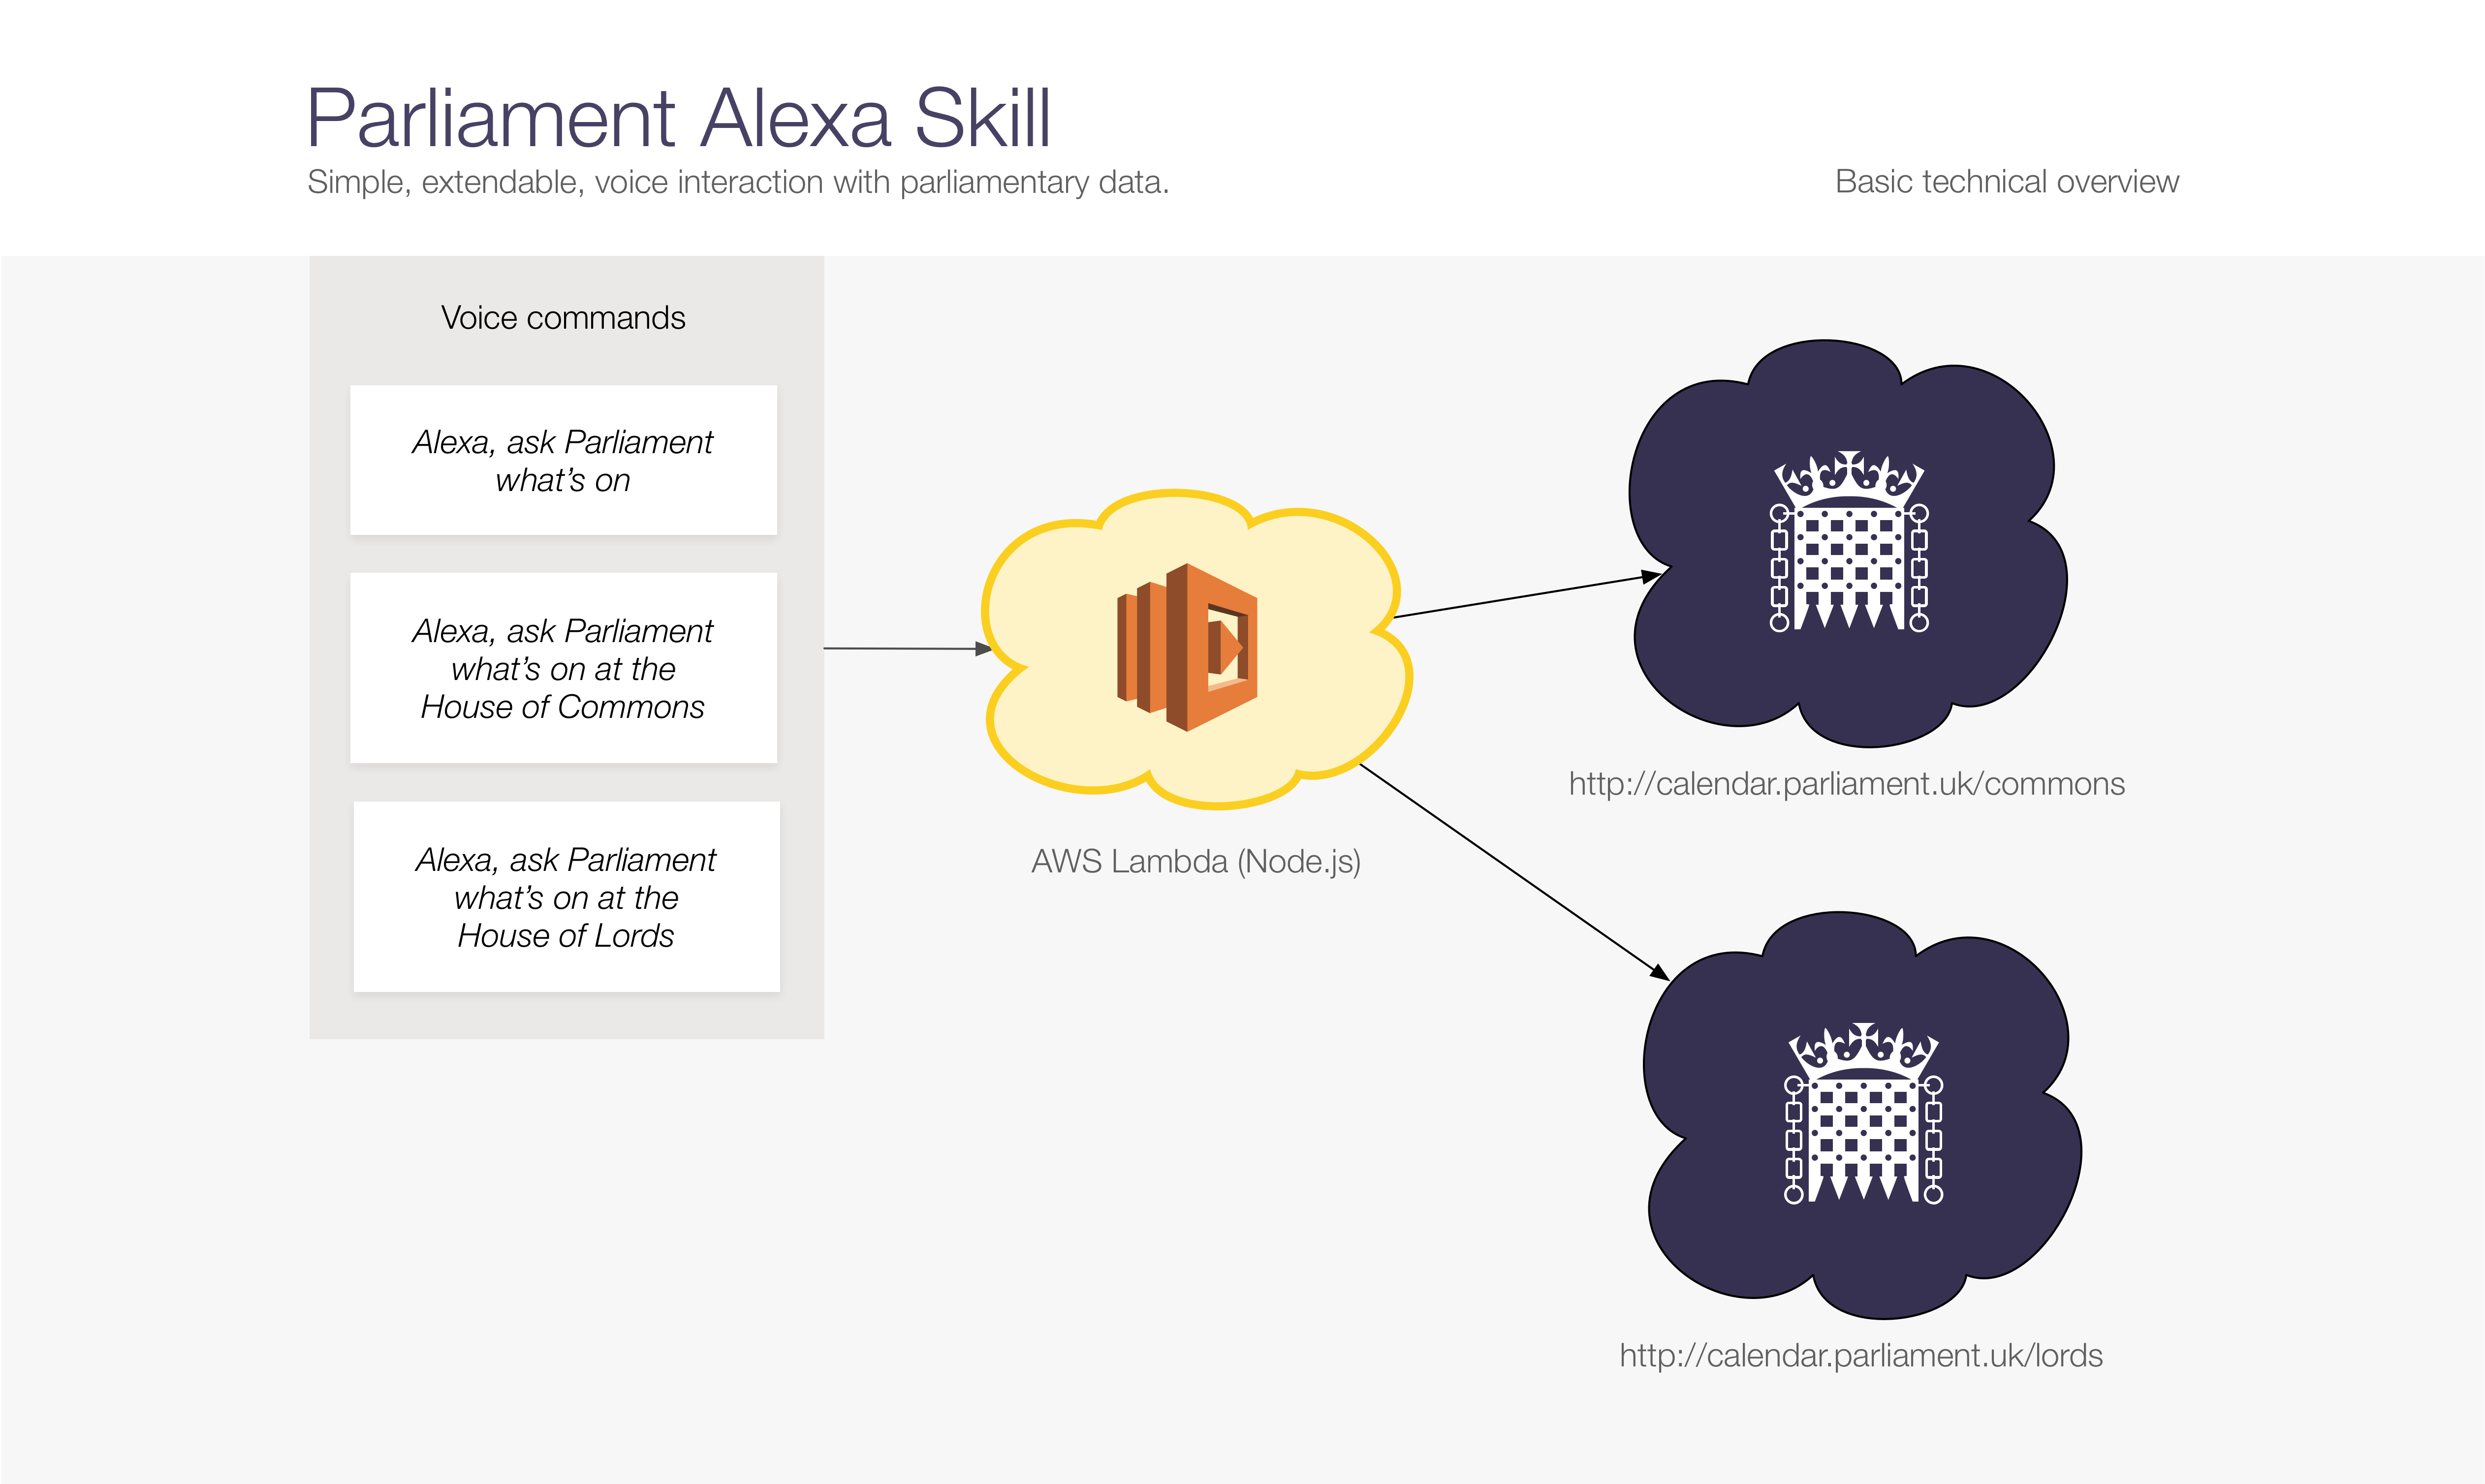 Parliament Alexa Skill
Simple, extendable, voice interaction with parliamentary data.
Basic technical overview
Voice commands
Alexa, ask Parliament
what’s on
Alexa, ask Parliament
what’s on at the
House of Commons
Alexa, ask Parliament
what’s on at the
House of Lords
AWS Lambda (Node.js)
http://calendar.parliament.uk/commons
http://calendar.parliament.uk/lords